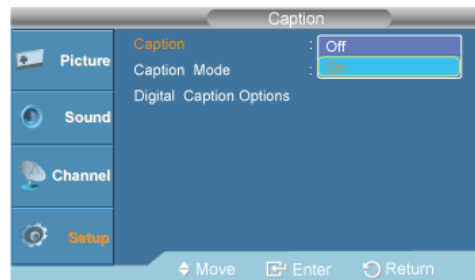 Caption
Picture
Sound
Channel
Setup
Caption : Off
On
Caption Mode :
Digital Caption Options
Move Enter Return